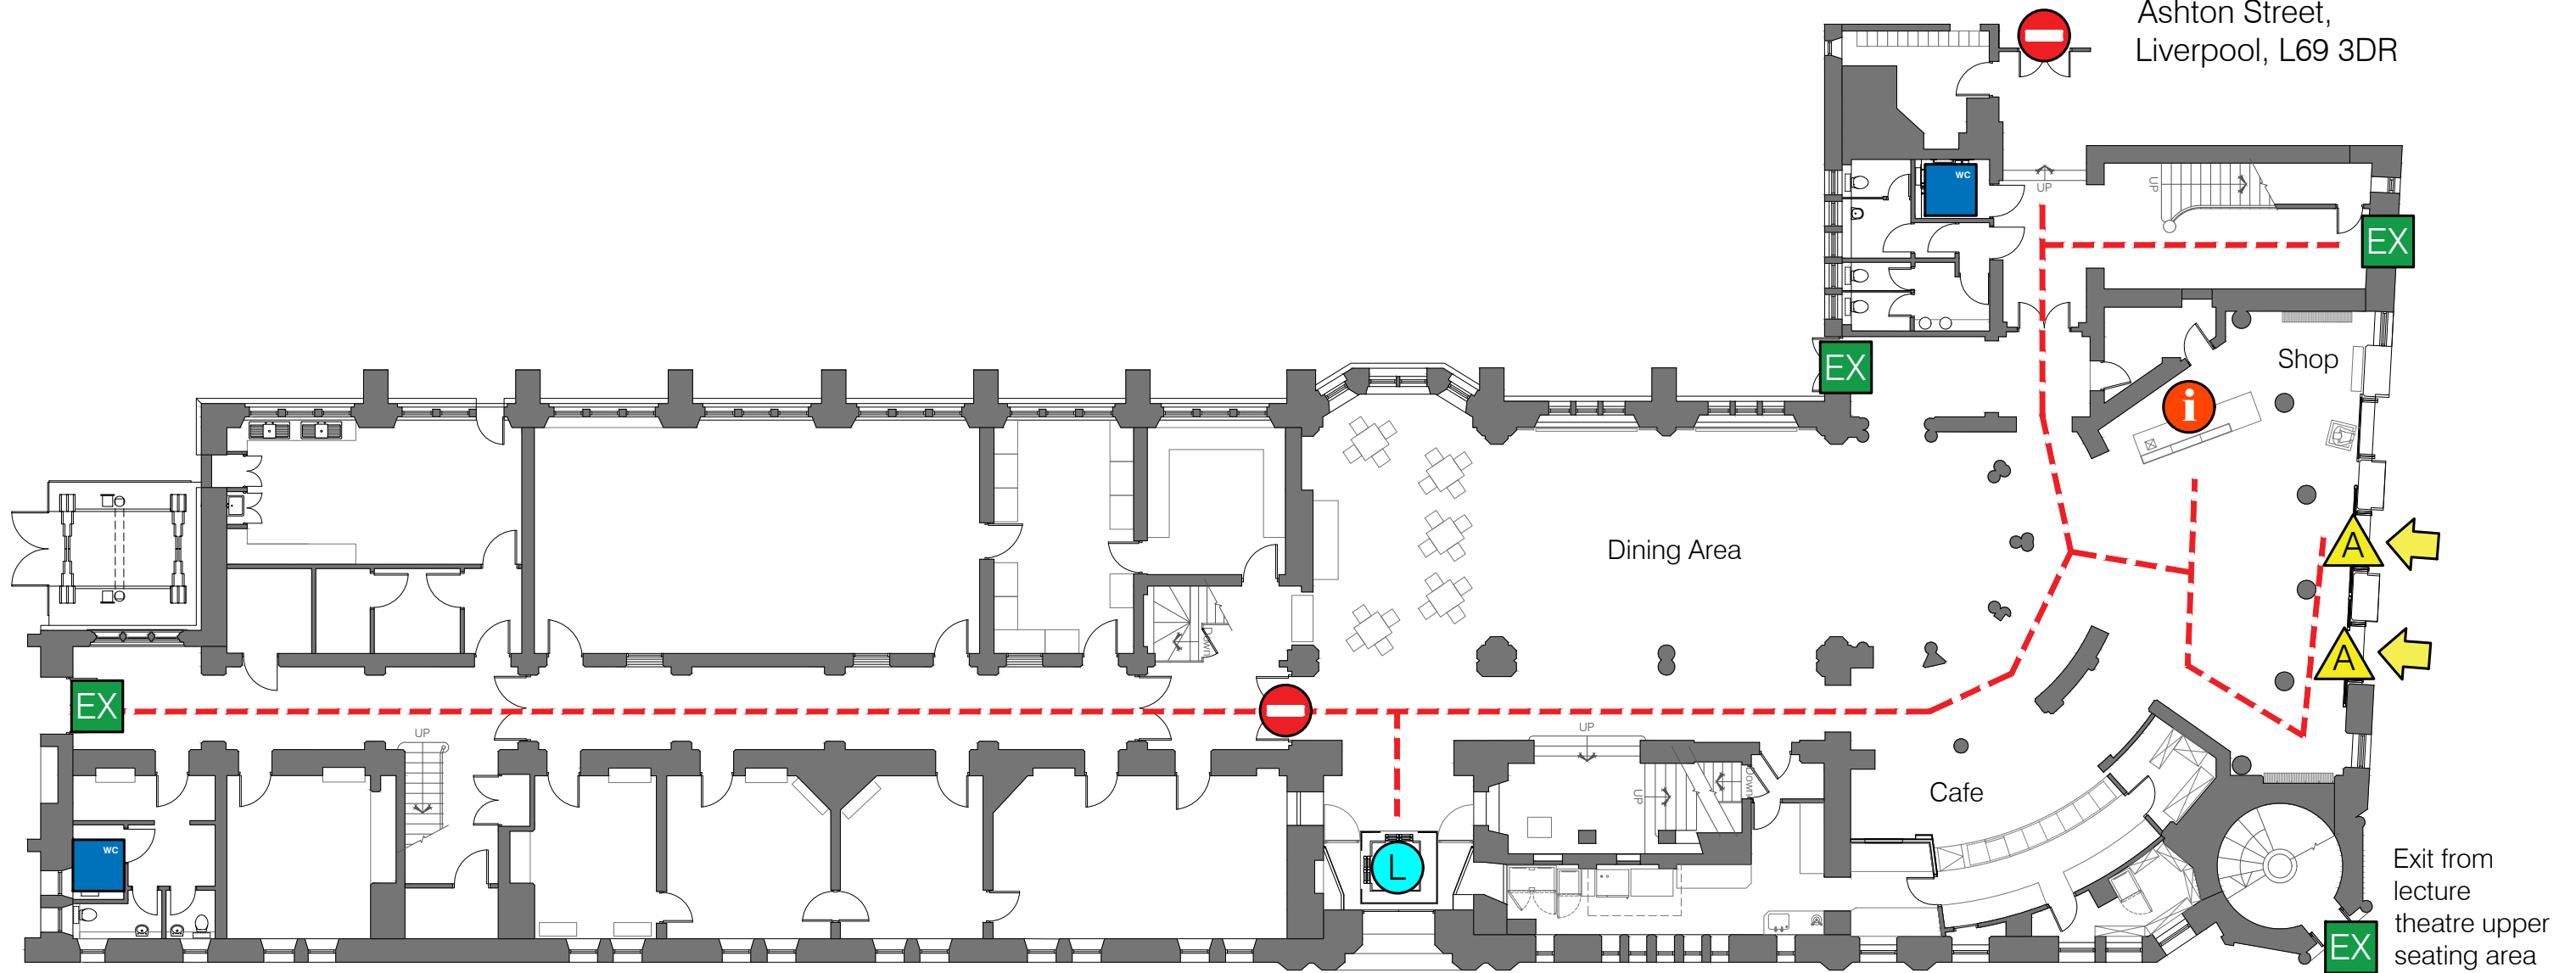 Ashton Street,
Liverpool, L69 3DR
WC
UP
UP
EX
EX
Shop
i
Dining Area
A
A
Down
EX
UP
UP
UP
Down
Cafe
WC
L
Exit from
lecture
theatre upper
seating area
EX